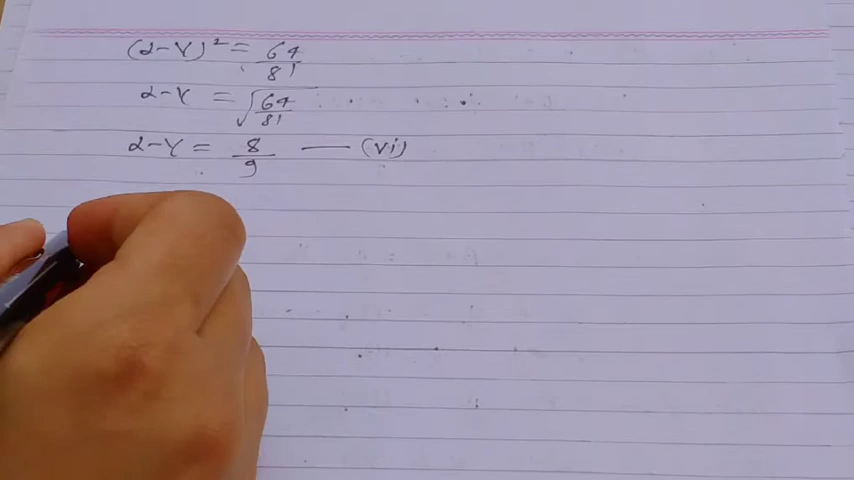 (α-γ)² = 64/81
α-γ = √64/81
α-γ = 8/9 —— (vi)